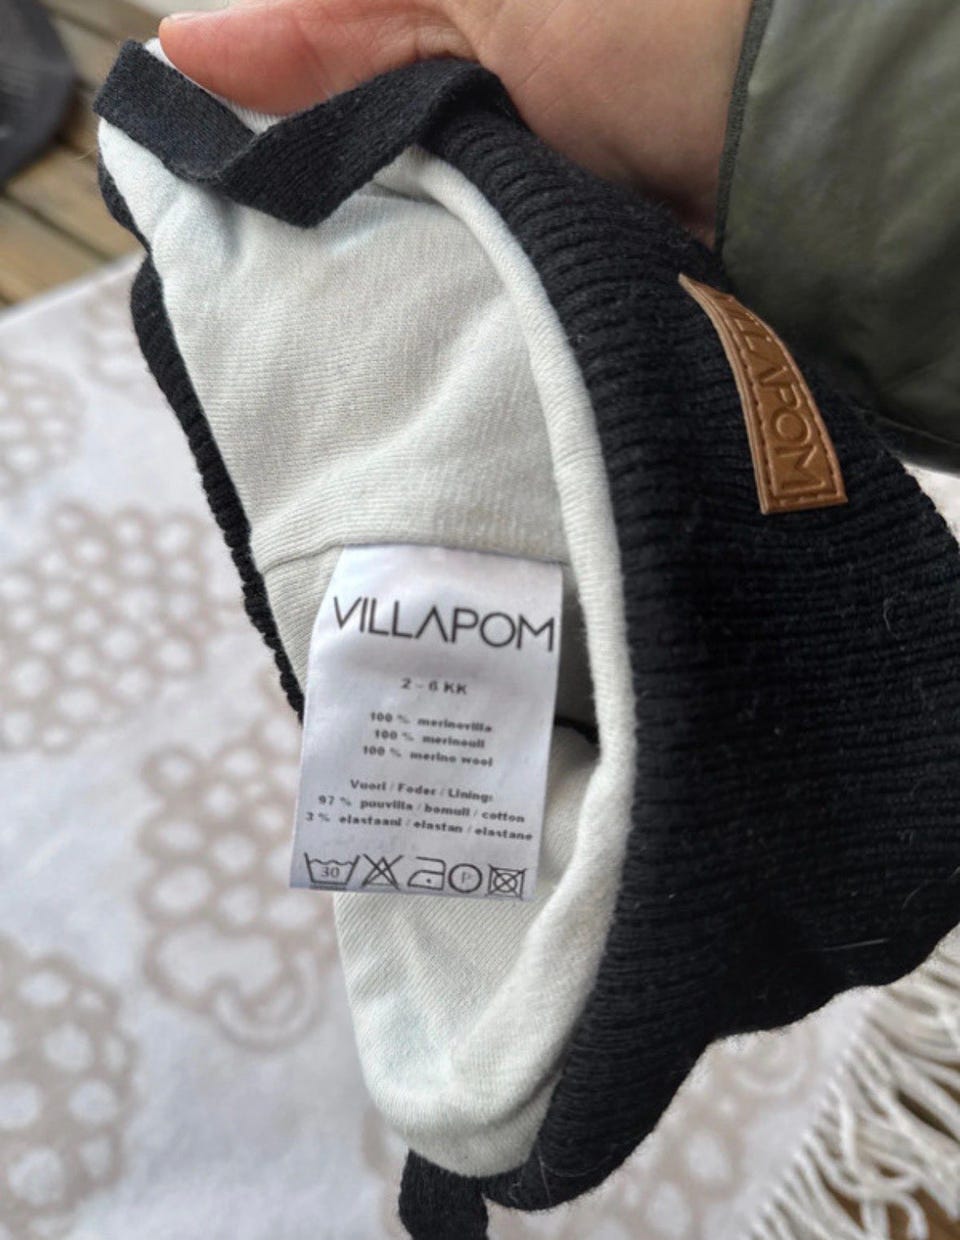 VILLAPOM
VILLAPOM
2 - 6 KK
100 % merinovilla
100 % merinoull
100 % merino wool
Vuori / Foder / Lining:
97 % puuvilla / bomull / cotton
3 % elastaani / elastan / elastane
30 P